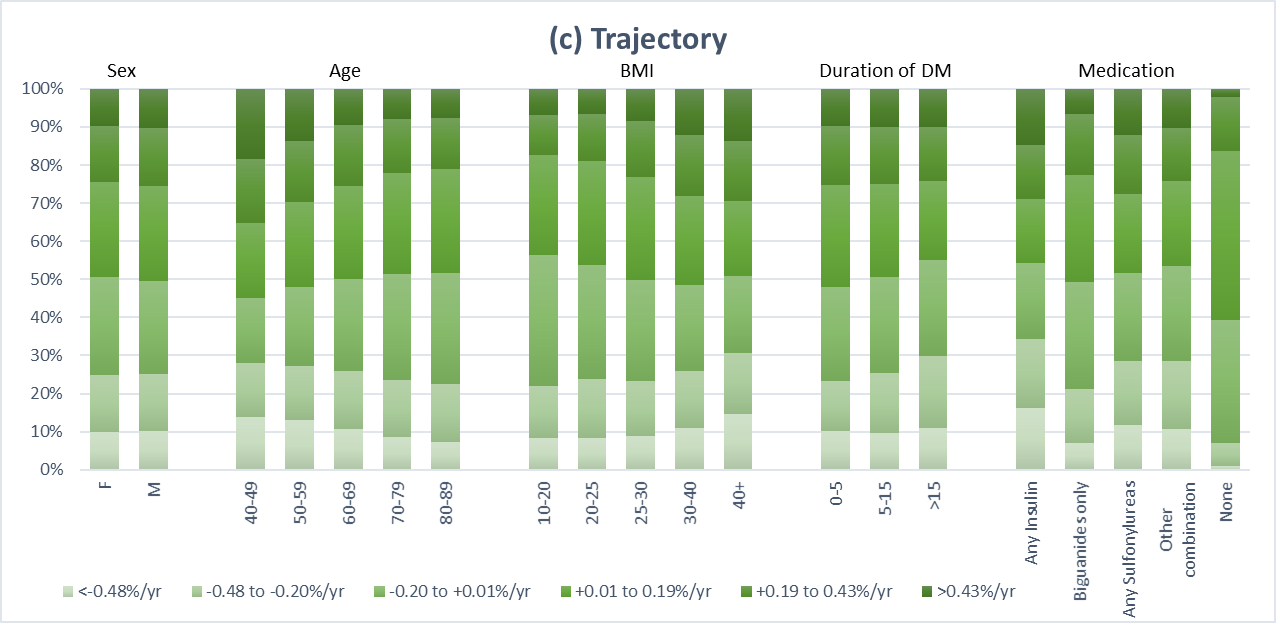 (c) Trajectory
Sex Age BMI Duration of DM Medication
100%
90%
80%
70%
60%
50%
40%
30%
20%
10%
0%
F
M
40-49
50-59
60-69
70-79
80-89
10-20
20-25
25-30
30-40
40+
0-5
5-15
>15
Any Insulin
Biguanides only
Any Sulfonylureas
Other
combination
None
<-0.48%/yr -0.48 to -0.20%/yr -0.20 to +0.01%/yr +0.01 to 0.19%/yr +0.19 to 0.43%/yr >0.43%/yr